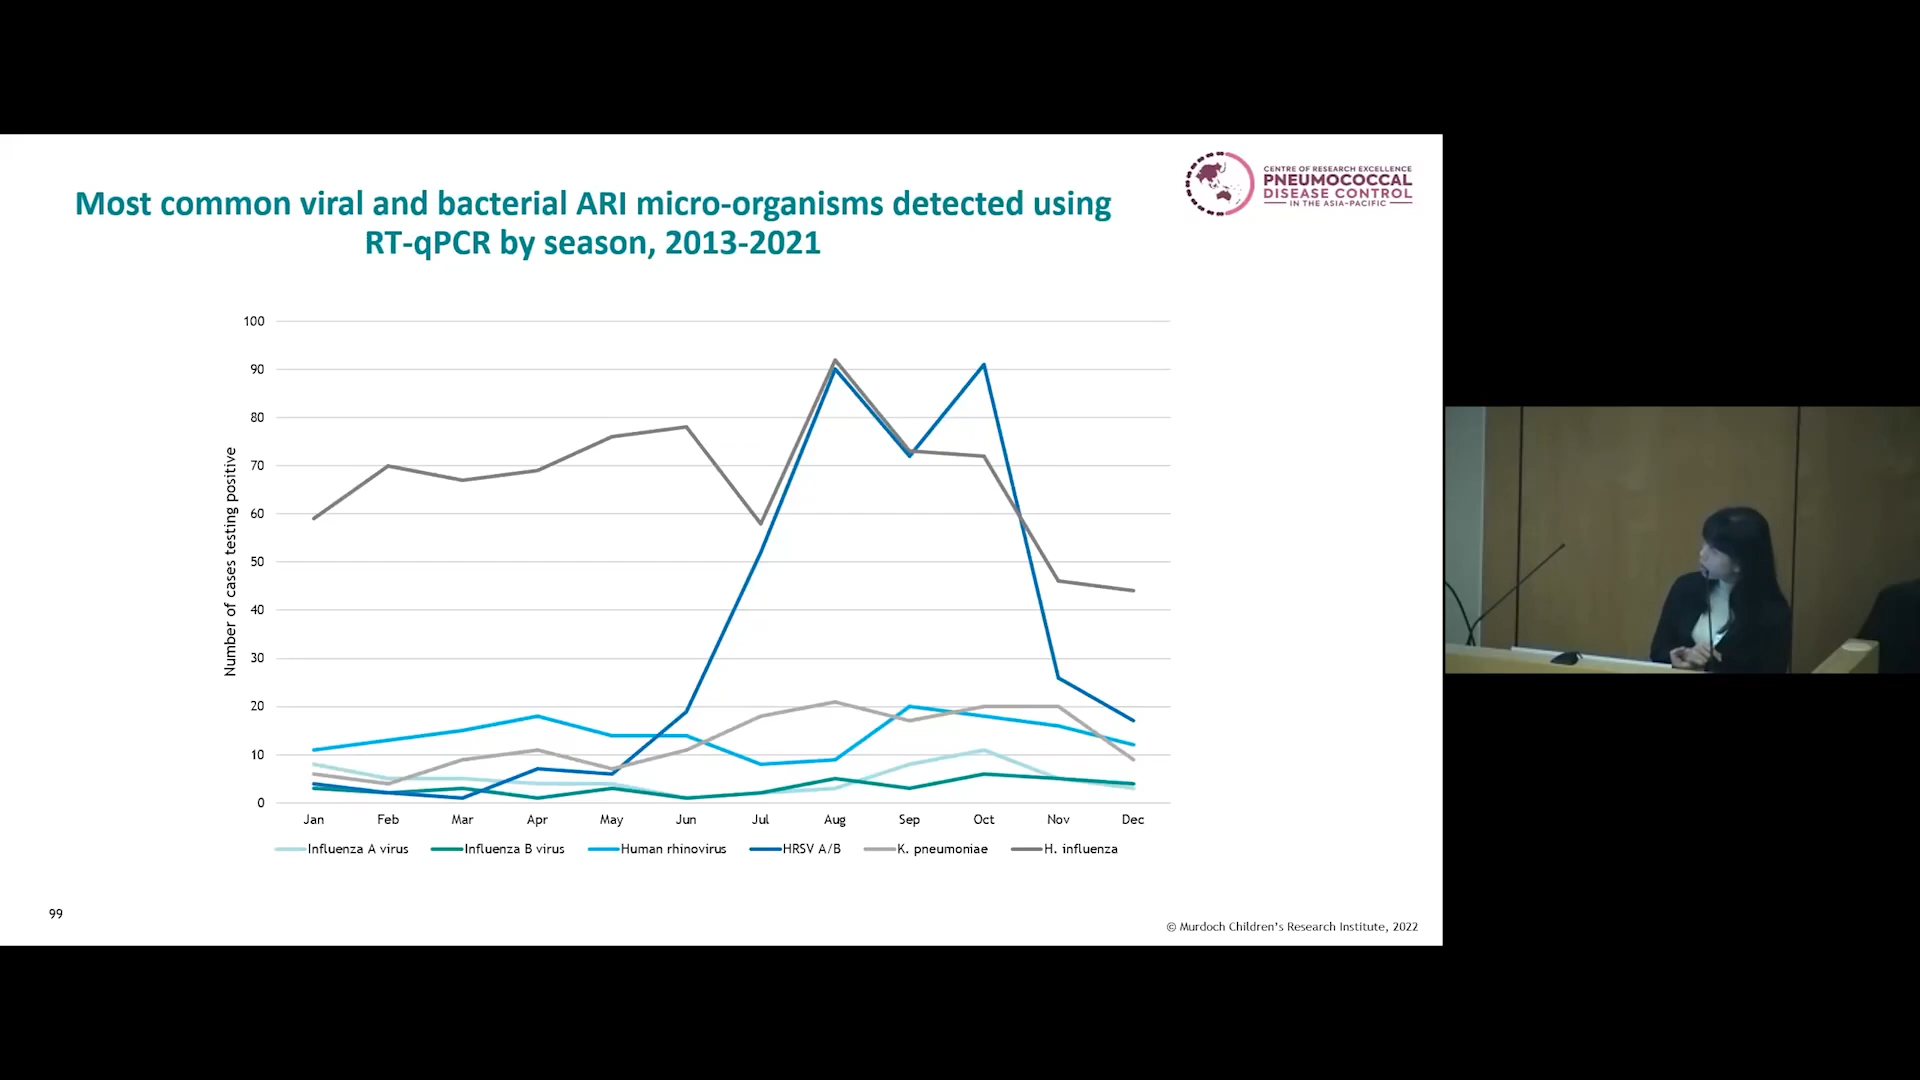 CENTRE OF RESEARCH EXCELLENCE
PNEUMOCOCCAL
DISEASE CONTROL
IN THE ASIA-PACIFIC
Most common viral and bacterial ARI micro-organisms detected using
RT-qPCR by season, 2013-2021
Number of cases testing positive
100
90
80
70
60
50
40
30
20
10
0
Jan Feb Mar Apr May Jun Jul Aug Sep Oct Nov Dec
Influenza A virus Influenza B virus Human rhinovirus HRSV A/B K. pneumoniae H. influenza
99
© Murdoch Children's Research Institute, 2022